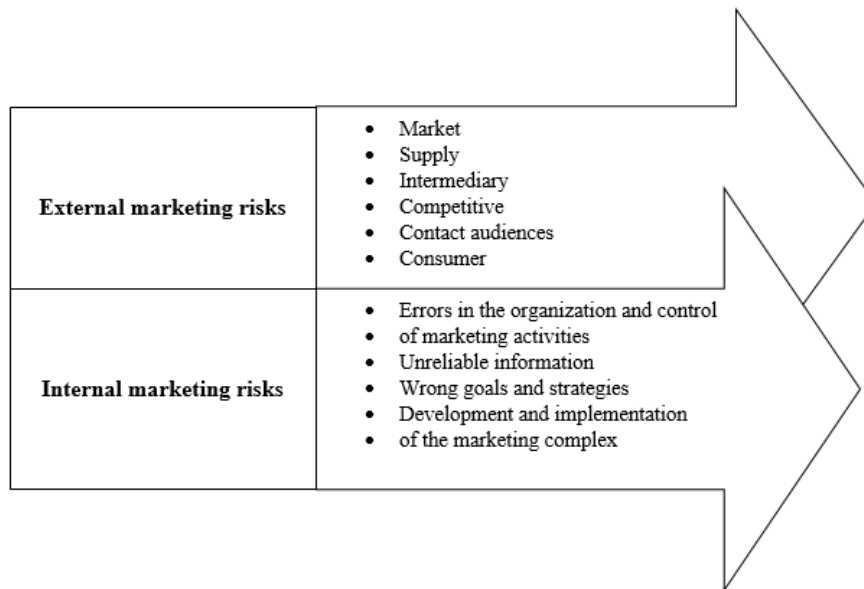 External marketing risks
• Market
• Supply
• Intermediary
• Competitive
• Contact audiences
• Consumer
Internal marketing risks
• Errors in the organization and control
• of marketing activities
• Unreliable information
• Wrong goals and strategies
• Development and implementation
• of the marketing complex